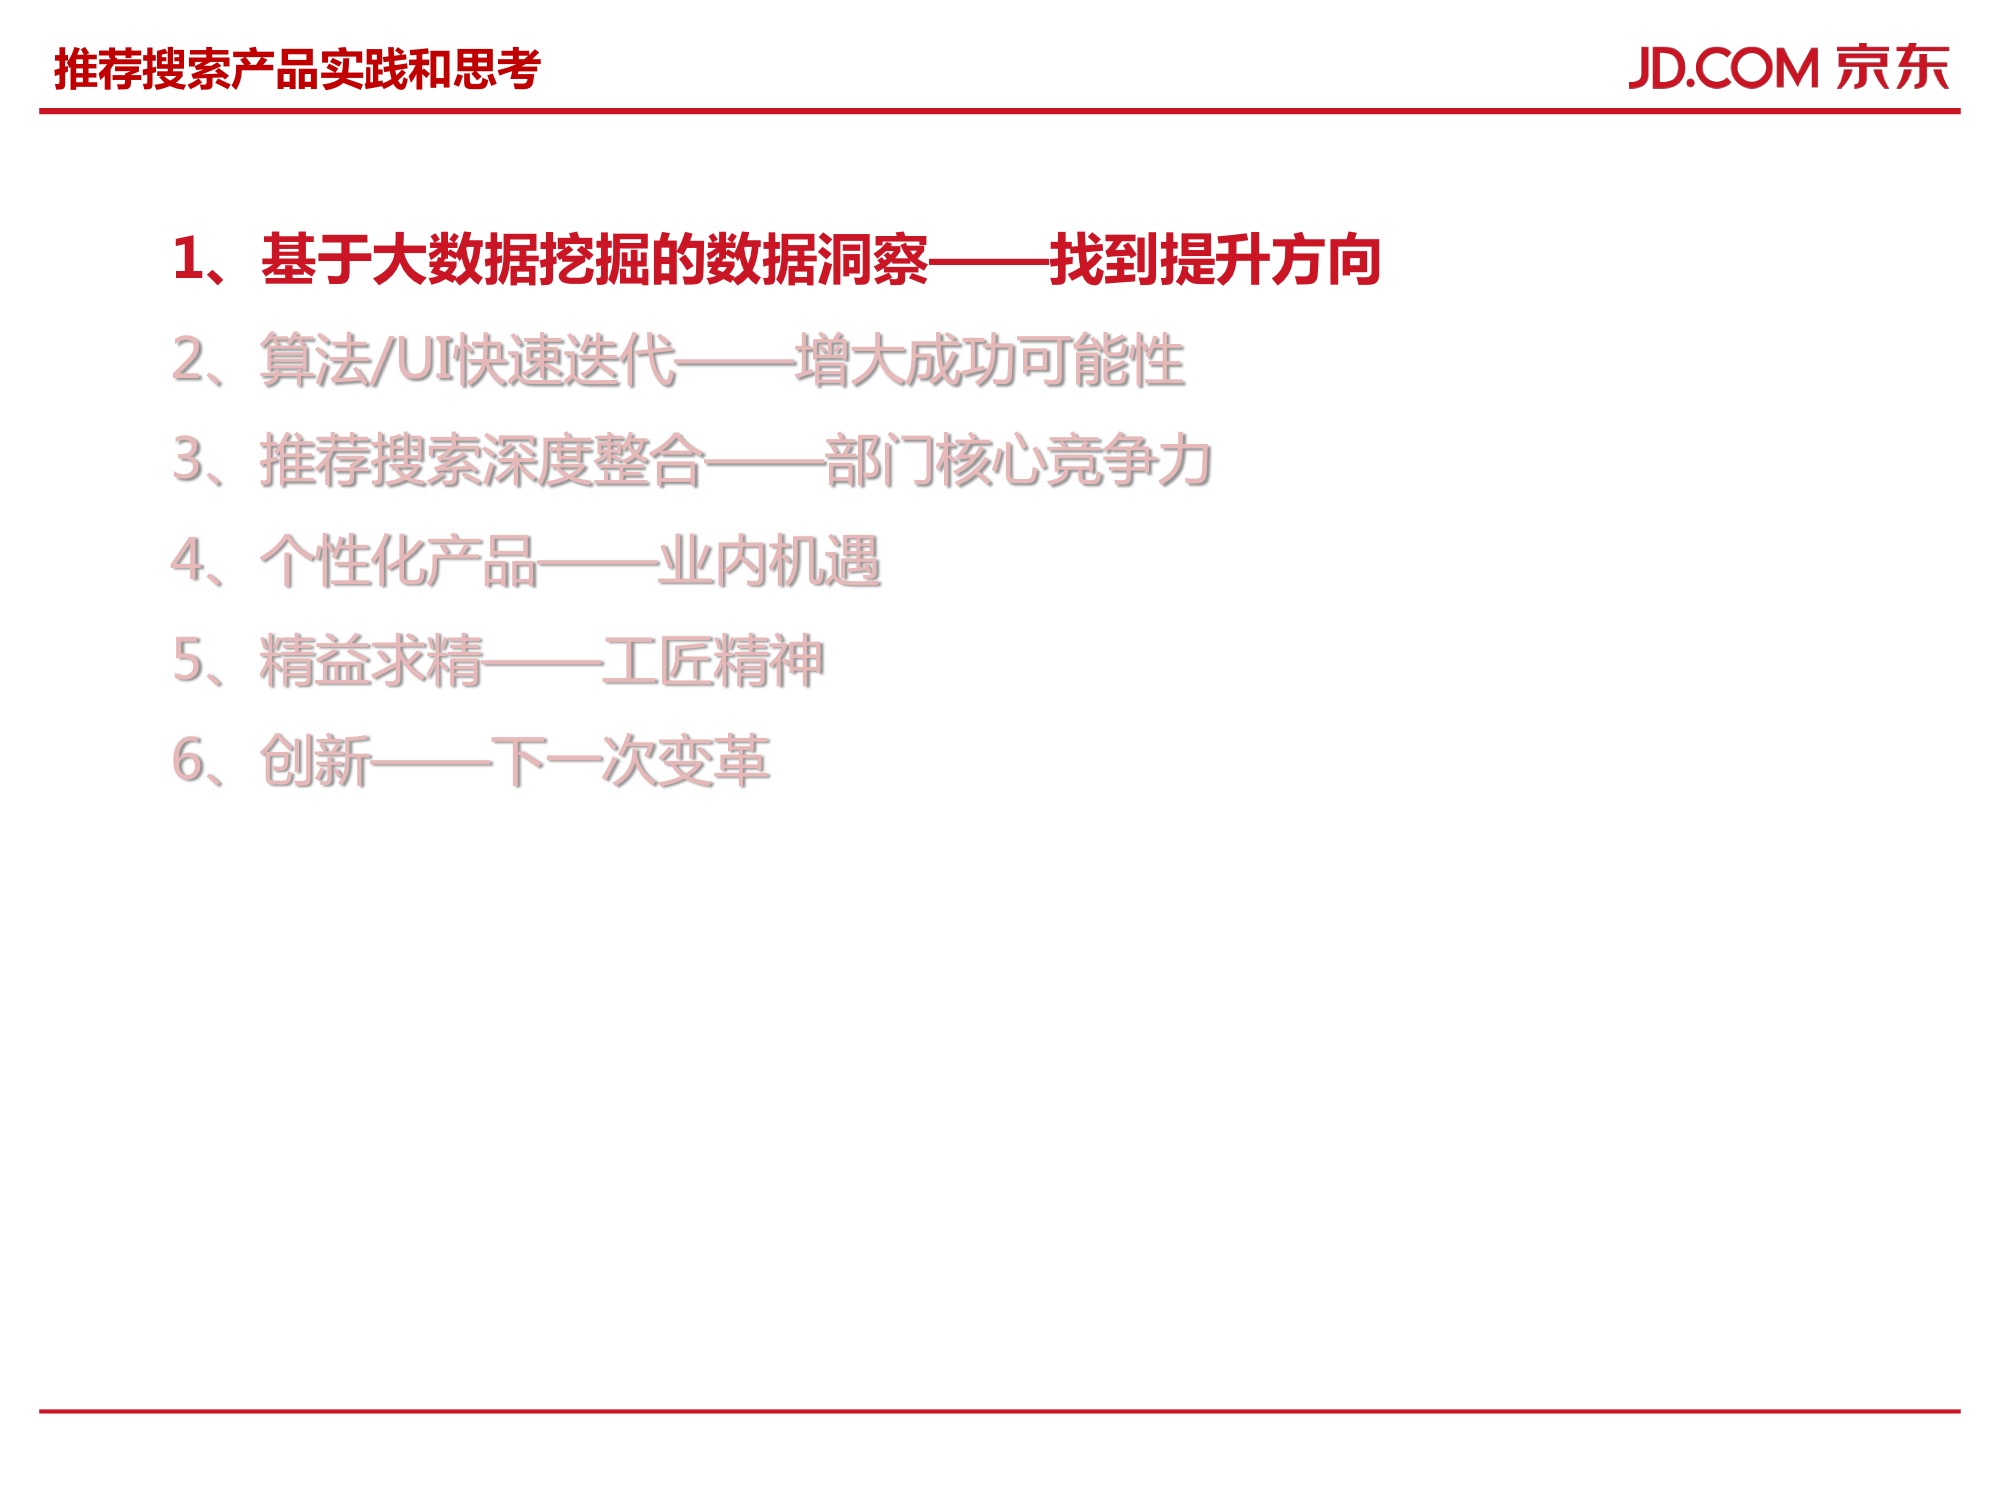 推荐搜索产品实践和思考
JD.COM 京东
1、基于大数据挖掘的数据洞察——找到提升方向
2、算法/UI快速迭代——增大成功可能性
3、推荐搜索深度整合——部门核心竞争力
4、个性化产品——业内机遇
5、精益求精——工匠精神
6、创新——下一次变革